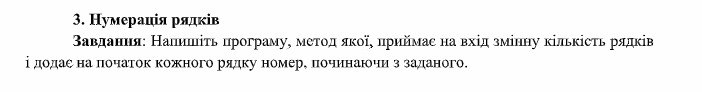 3. Нумерація рядків
Завдання: Напишіть програму, метод якої, приймає на вхід змінну кількість рядків
і додає на початок кожного рядку номер, починаючи з заданого.